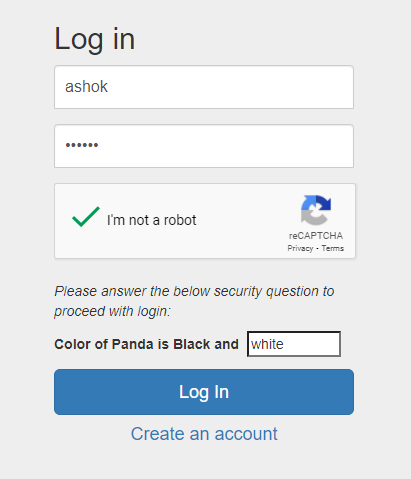 Log in
ashok
••••••
I'm not a robot
reCAPTCHA
Privacy - Terms
Please answer the below security question to
proceed with login:
Color of Panda is Black and white
Log In
Create an account